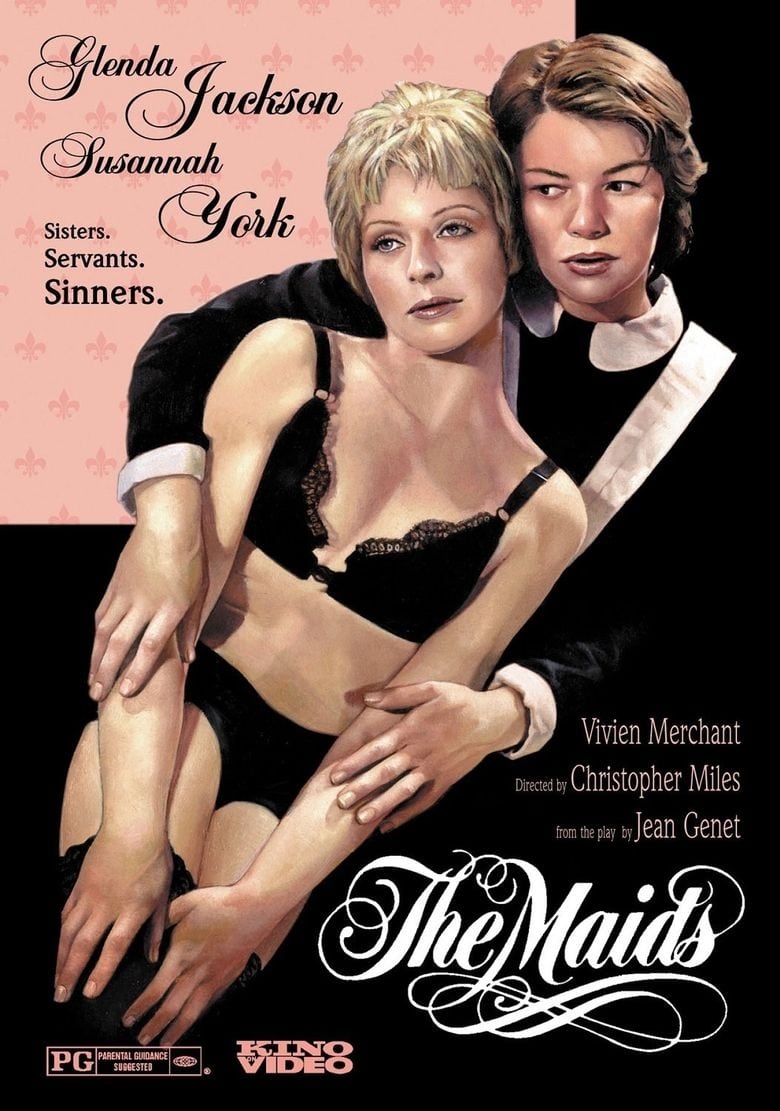 Glenda
Jackson
Susannah
York
Sisters.
Servants.
Sinners.
Vivien Merchant
Directed by Christopher Miles
from the play by Jean Genet
The Maids
PG PARENTAL GUIDANCE
SUGGESTED
®
KINO
ON
VIDEO